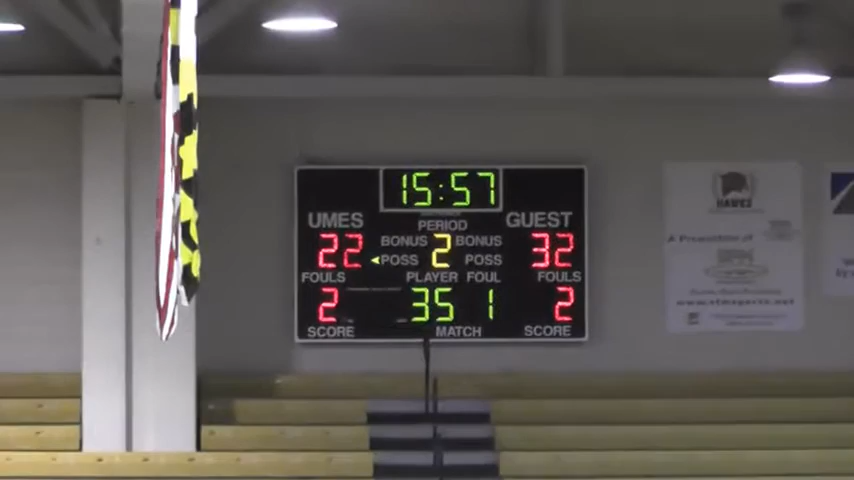 15:57
UMES PERIOD GUEST
22 BONUS 2 BONUS 32
◄POSS POSS
FOULS PLAYER FOUL FOULS
2 35 1 2
SCORE MATCH SCORE
HAWKS
A Presentation of